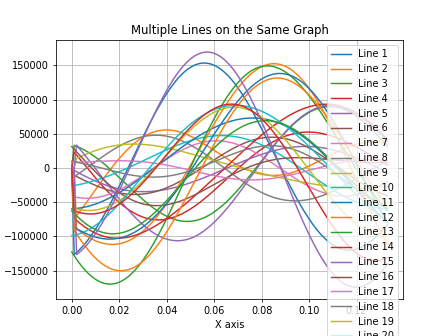 Multiple Lines on the Same Graph
150000
100000
50000
0
−50000
−100000
−150000
0.00
0.02
0.04
0.06
0.08
0.10
X axis
Line 1
Line 2
Line 3
Line 4
Line 5
Line 6
Line 7
Line 8
Line 9
Line 10
Line 11
Line 12
Line 13
Line 14
Line 15
Line 16
Line 17
Line 18
Line 19
Line 20